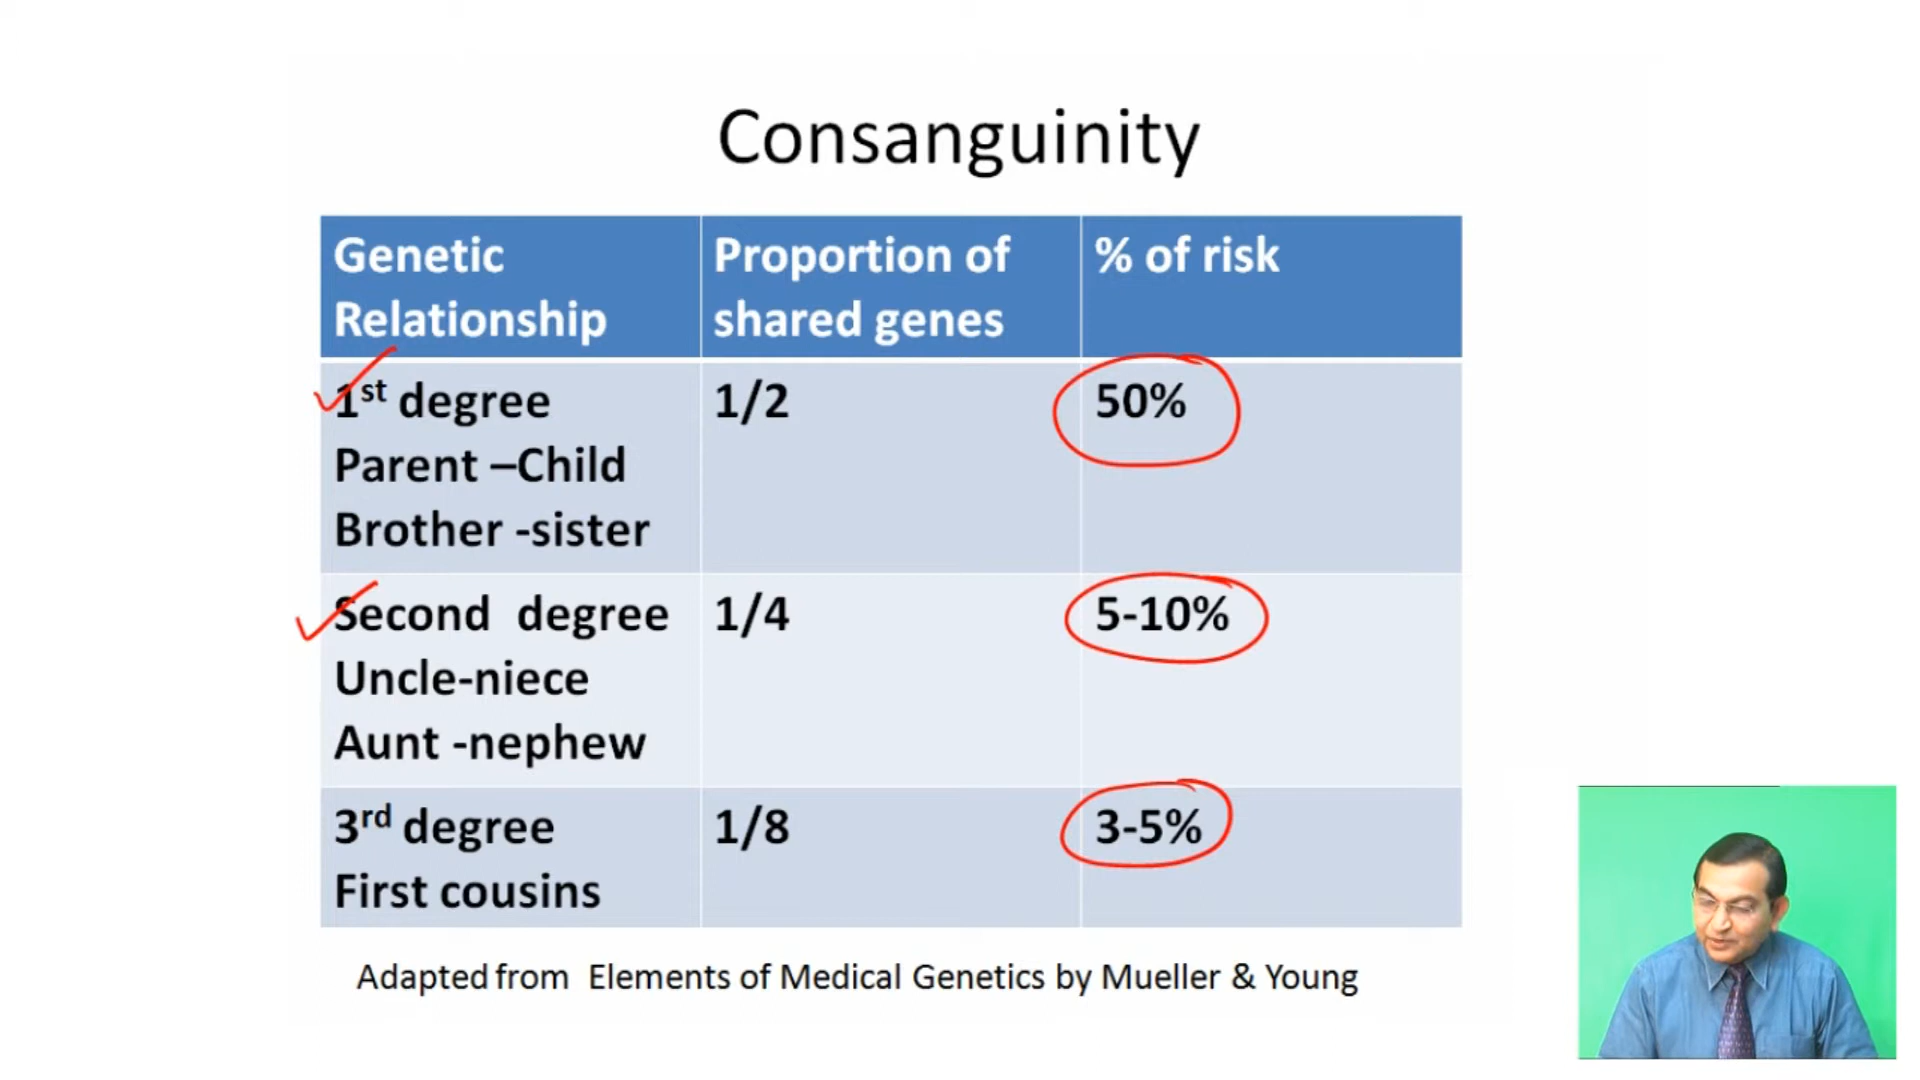 Consanguinity
Genetic
Relationship
Proportion of
shared genes
% of risk
1st degree
Parent –Child
Brother -sister
1/2
50%
Second degree
Uncle-niece
Aunt -nephew
1/4
5-10%
3rd degree
First cousins
1/8
3-5%
Adapted from Elements of Medical Genetics by Mueller & Young